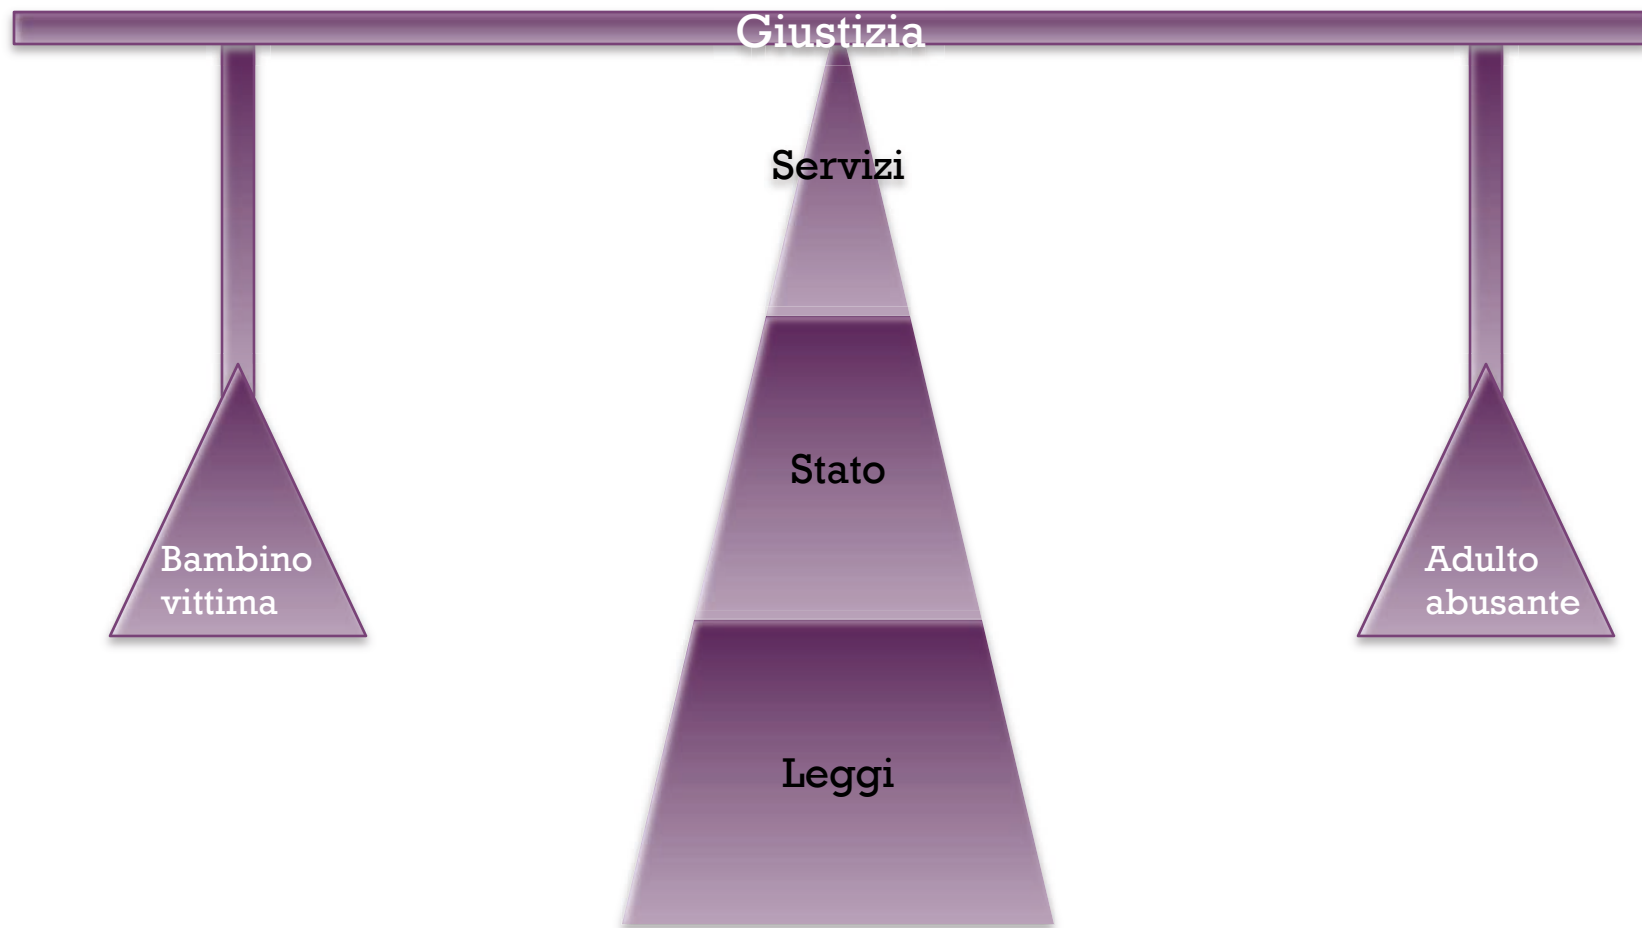 Giustizia
Servizi
Stato
Bambino
vittima
Adulto
abusante
Leggi